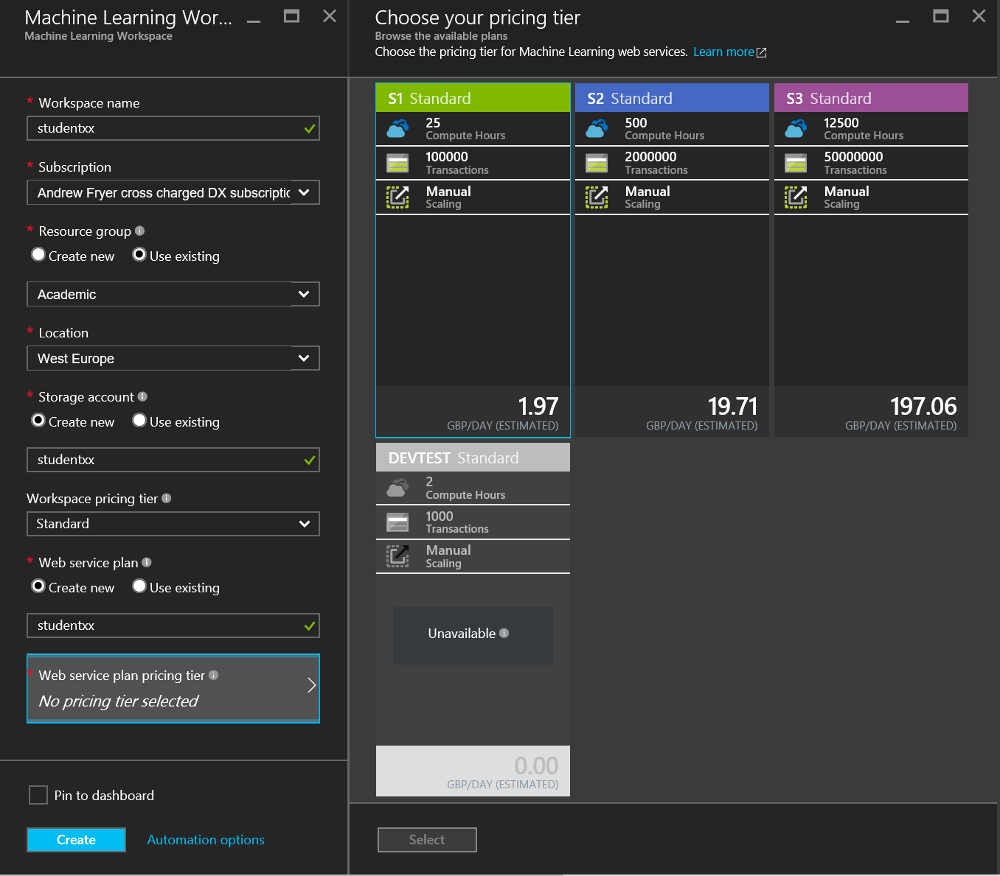 Machine Learning Wor...
Machine Learning Workspace
* Workspace name
studentxx
* Subscription
Andrew Fryer cross charged DX subscriptic
* Resource group
Create new Use existing
Academic
* Location
West Europe
* Storage account
Create new Use existing
studentxx
Workspace pricing tier
Standard
* Web service plan
Create new Use existing
studentxx
* Web service plan pricing tier
No pricing tier selected
Pin to dashboard
Create Automation options
Choose your pricing tier
Browse the available plans
Choose the pricing tier for Machine Learning web services. Learn more
S1 Standard
25
Compute Hours
100000
Transactions
Manual
Scaling
1.97
GBP/DAY (ESTIMATED)
S2 Standard
500
Compute Hours
2000000
Transactions
Manual
Scaling
19.71
GBP/DAY (ESTIMATED)
S3 Standard
12500
Compute Hours
50000000
Transactions
Manual
Scaling
197.06
GBP/DAY (ESTIMATED)
DEVTEST Standard
2
Compute Hours
1000
Transactions
Manual
Scaling
Unavailable
0.00
GBP/DAY (ESTIMATED)
Select